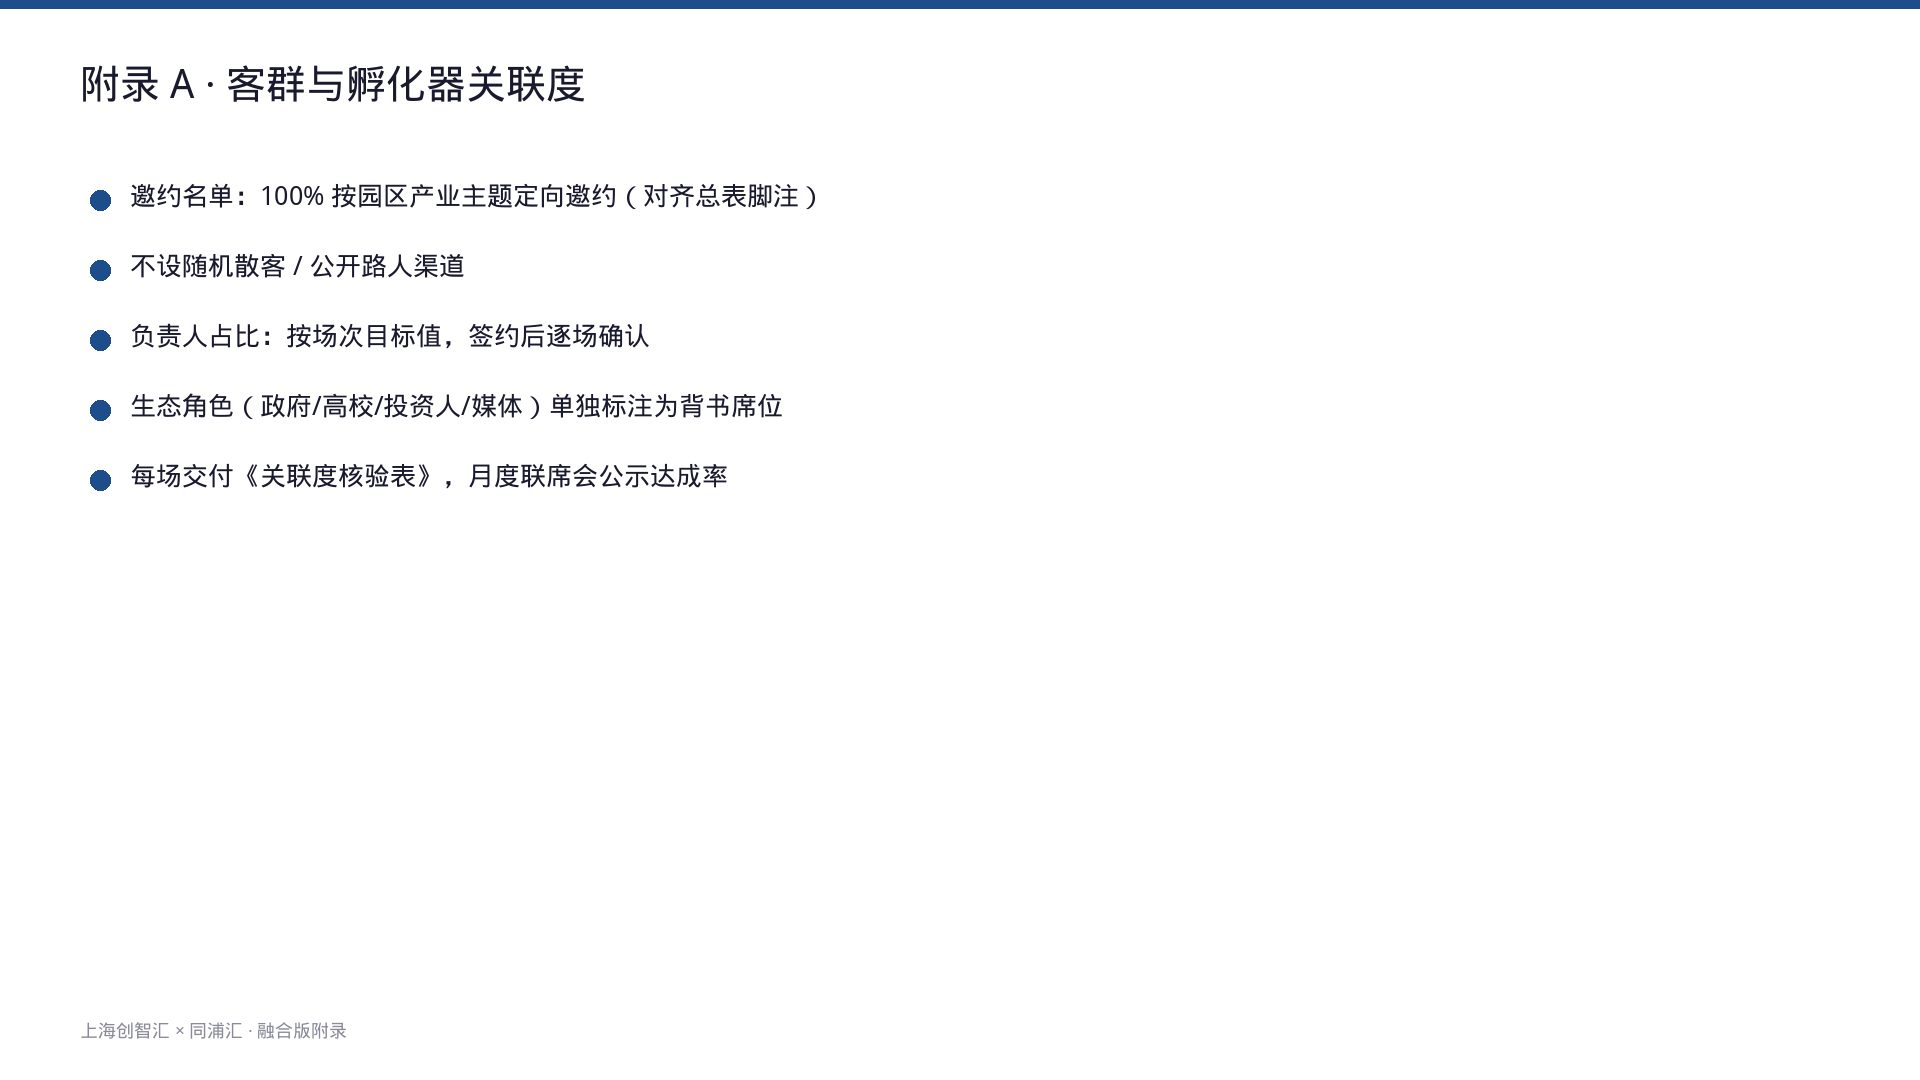 附录 A · 客群与孵化器关联度
邀约名单：100% 按园区产业主题定向邀约（对齐总表脚注）
不设随机散客 / 公开路人渠道
负责人占比：按场次目标值，签约后逐场确认
生态角色（政府/高校/投资人/媒体）单独标注为背书席位
每场交付《关联度核验表》，月度联席会公示达成率
上海创智汇 × 同浦汇 · 融合版附录